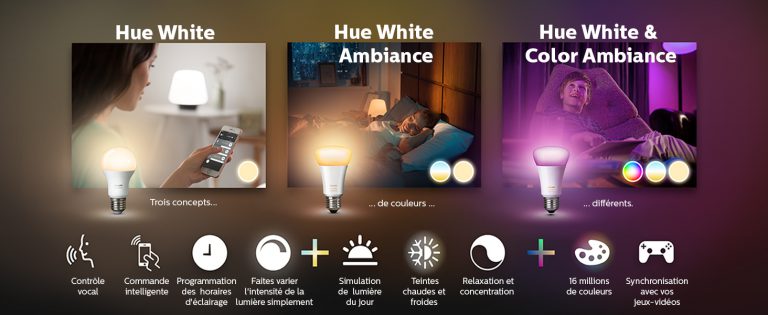 Hue White
Hue White
Ambiance
Hue White &
Color Ambiance
Trois concepts...
... de couleurs ...
... différents.
Contrôle
vocal
Commande
intelligente
Programmation
des horaires
d'éclairage
Faites varier
l'intensité de la
lumière simplement
Simulation
de lumière
du jour
Teintes
chaudes et
froides
Relaxation et
concentration
16 millions
de couleurs
Synchronisation
avec vos
jeux-vidéos